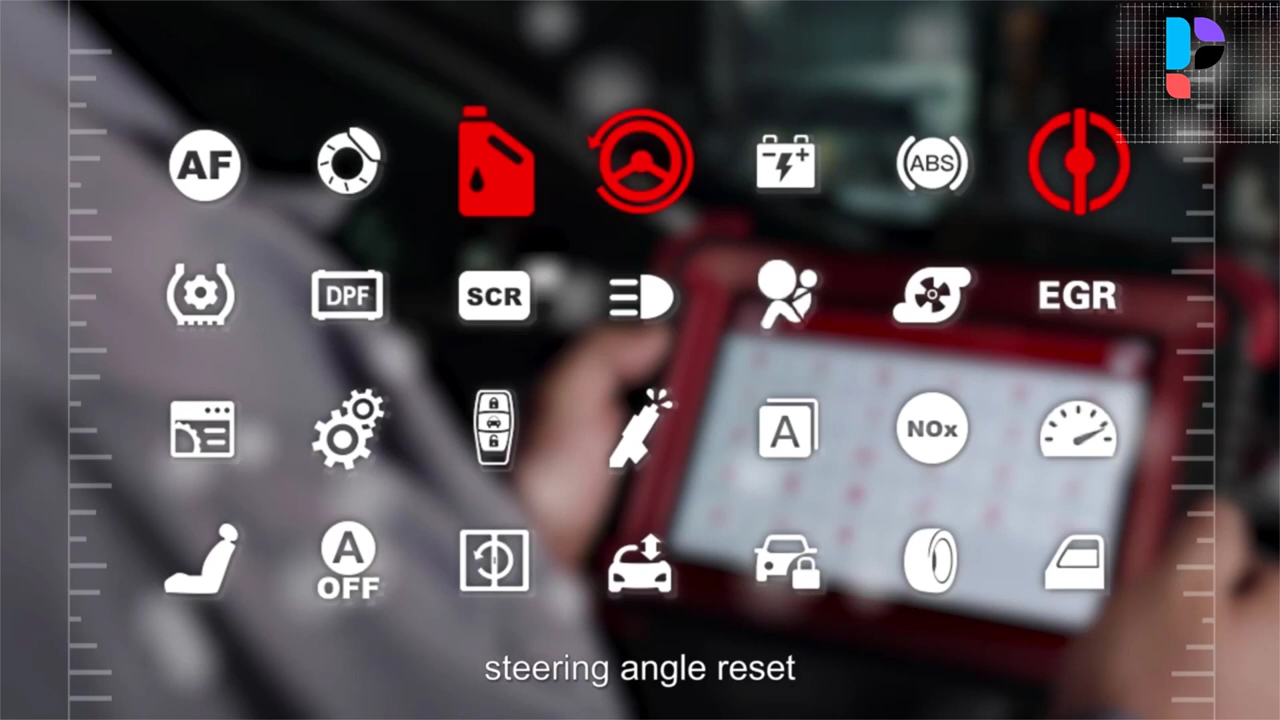 AF
ABS
DPF
SCR
EGR
A
NOx
A
OFF
steering angle reset